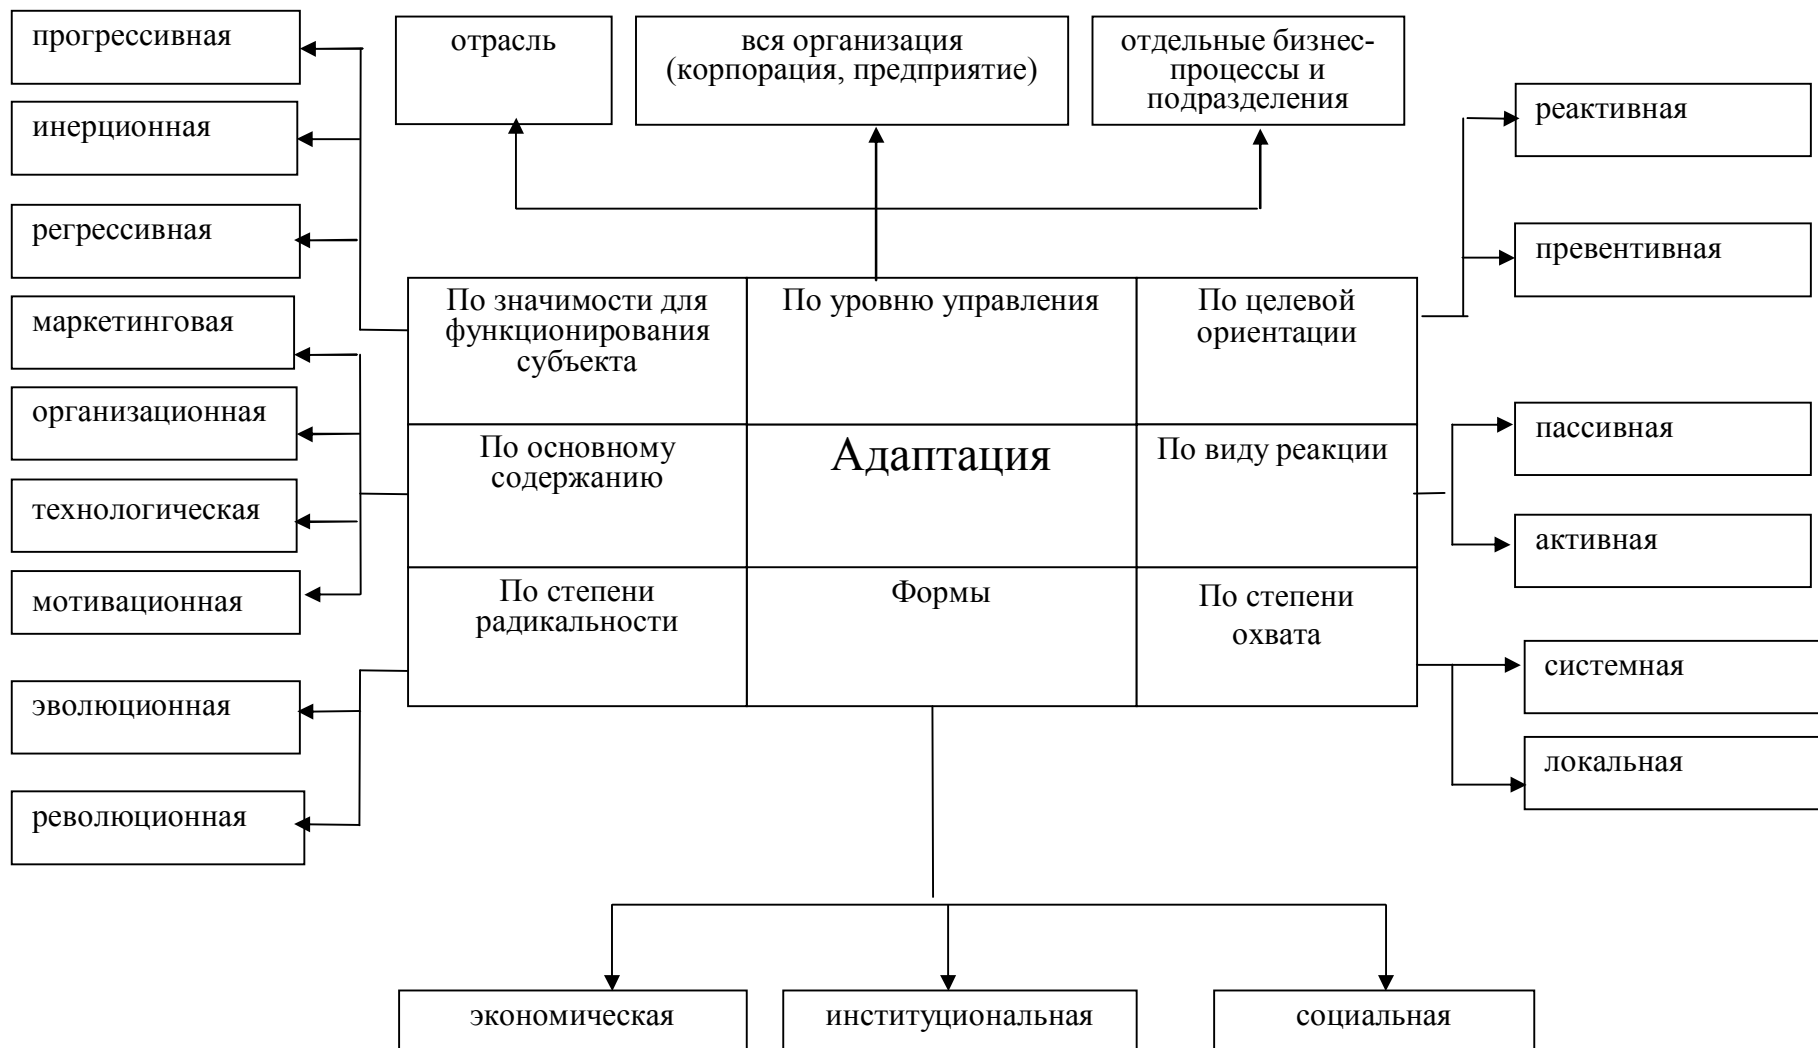 прогрессивная
инерционная
регрессивная
маркетинговая
организационная
технологическая
мотивационная
эволюционная
революционная
отрасль
вся организация
(корпорация, предприятие)
отдельные бизнес-
процессы и
подразделения
По значимости для
функционирования
субъекта
По уровню управления
По целевой
ориентации
По основному
содержанию
Адаптация
По виду реакции
По степени
радикальности
Формы
По степени
охвата
реактивная
превентивная
пассивная
активная
системная
локальная
экономическая
институциональная
социальная